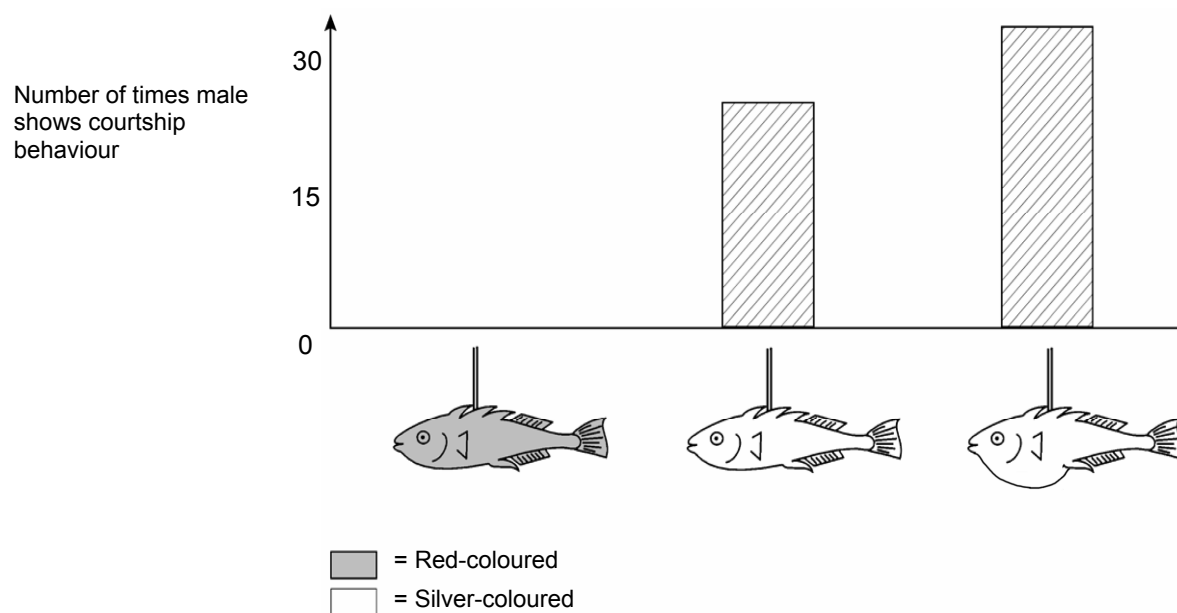 30
Number of times male
shows courtship
behaviour
15
0
= Red-coloured
= Silver-coloured